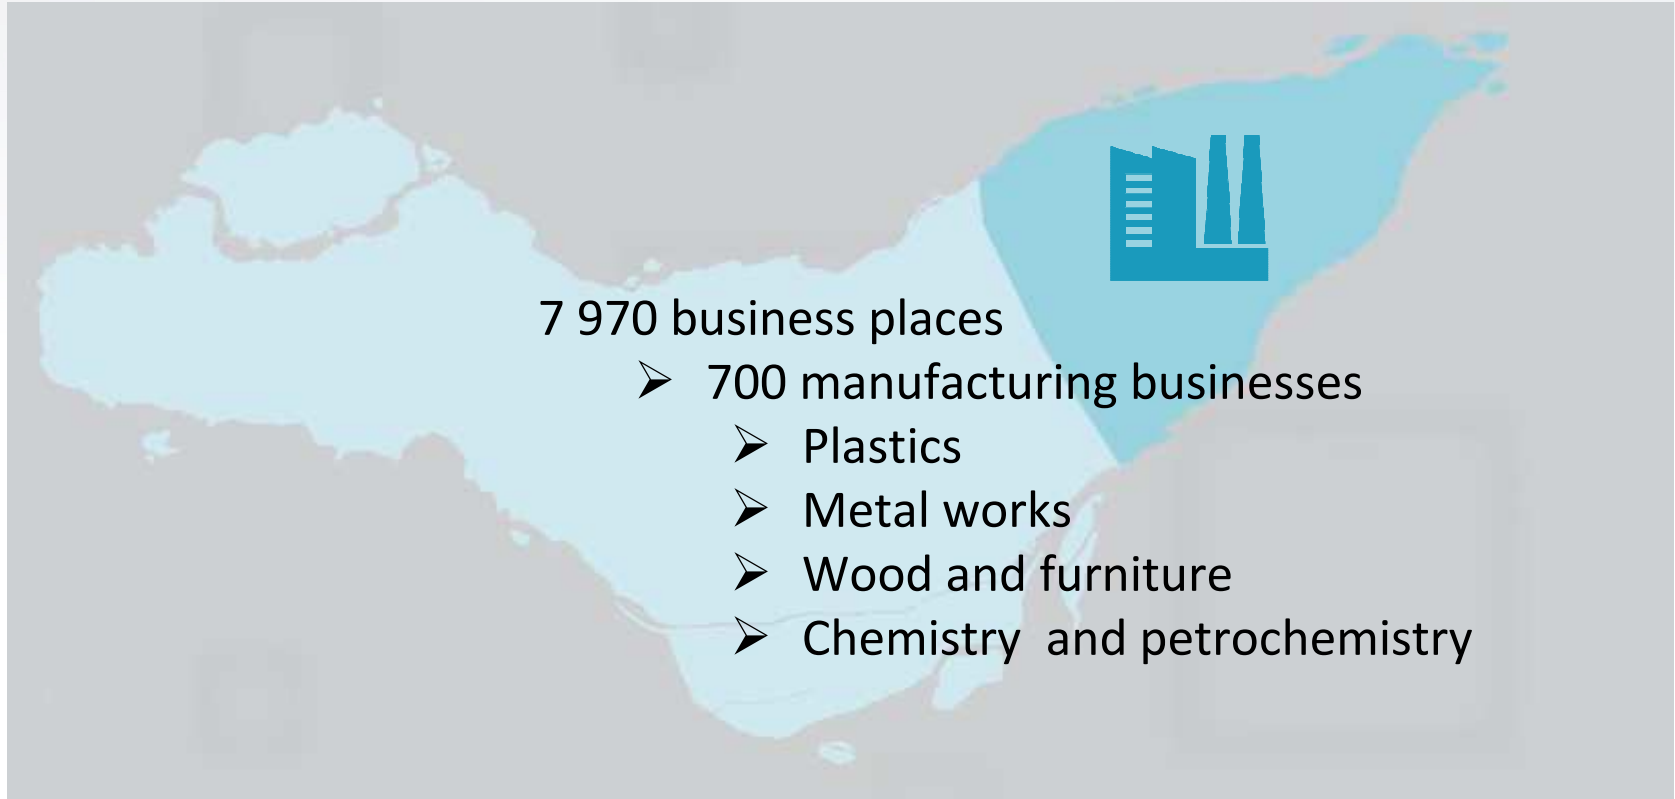 7 970 business places
➢ 700 manufacturing businesses
➢ Plastics
➢ Metal works
➢ Wood and furniture
➢ Chemistry  and petrochemistry